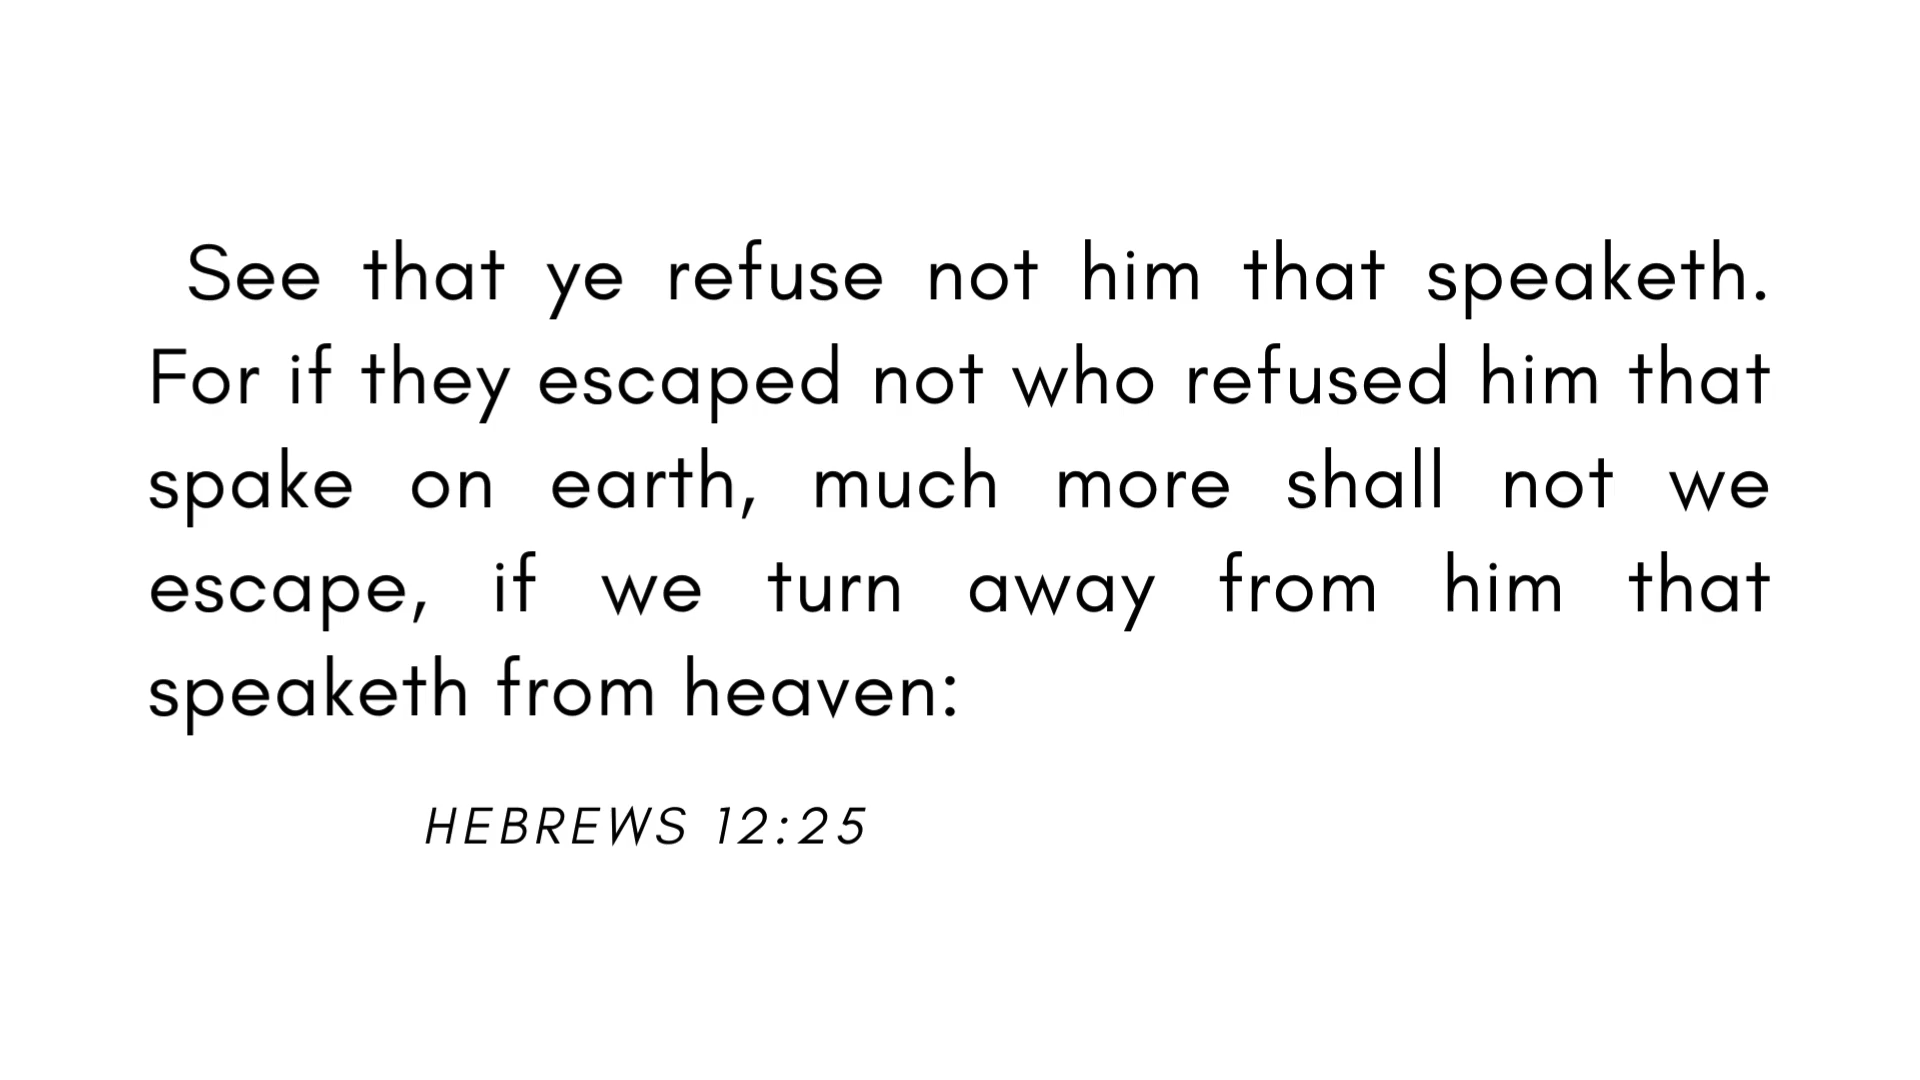 See that ye refuse not him that speaketh.
For if they escaped not who refused him that
spake on earth, much more shall not we
escape, if we turn away from him that
speaketh from heaven:
HEBREWS 12:25